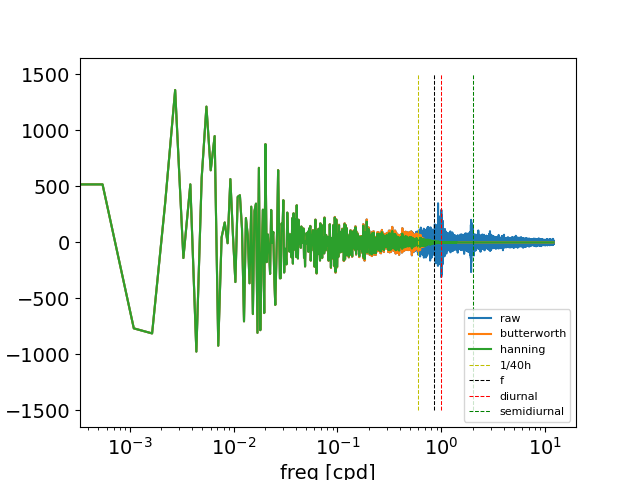 1500
1000
500
0
−500
−1000
−1500
10⁻³ 10⁻² 10⁻¹ 10⁰ 10¹
freq [cpd]
raw
butterworth
hanning
1/40h
f
diurnal
semidiurnal